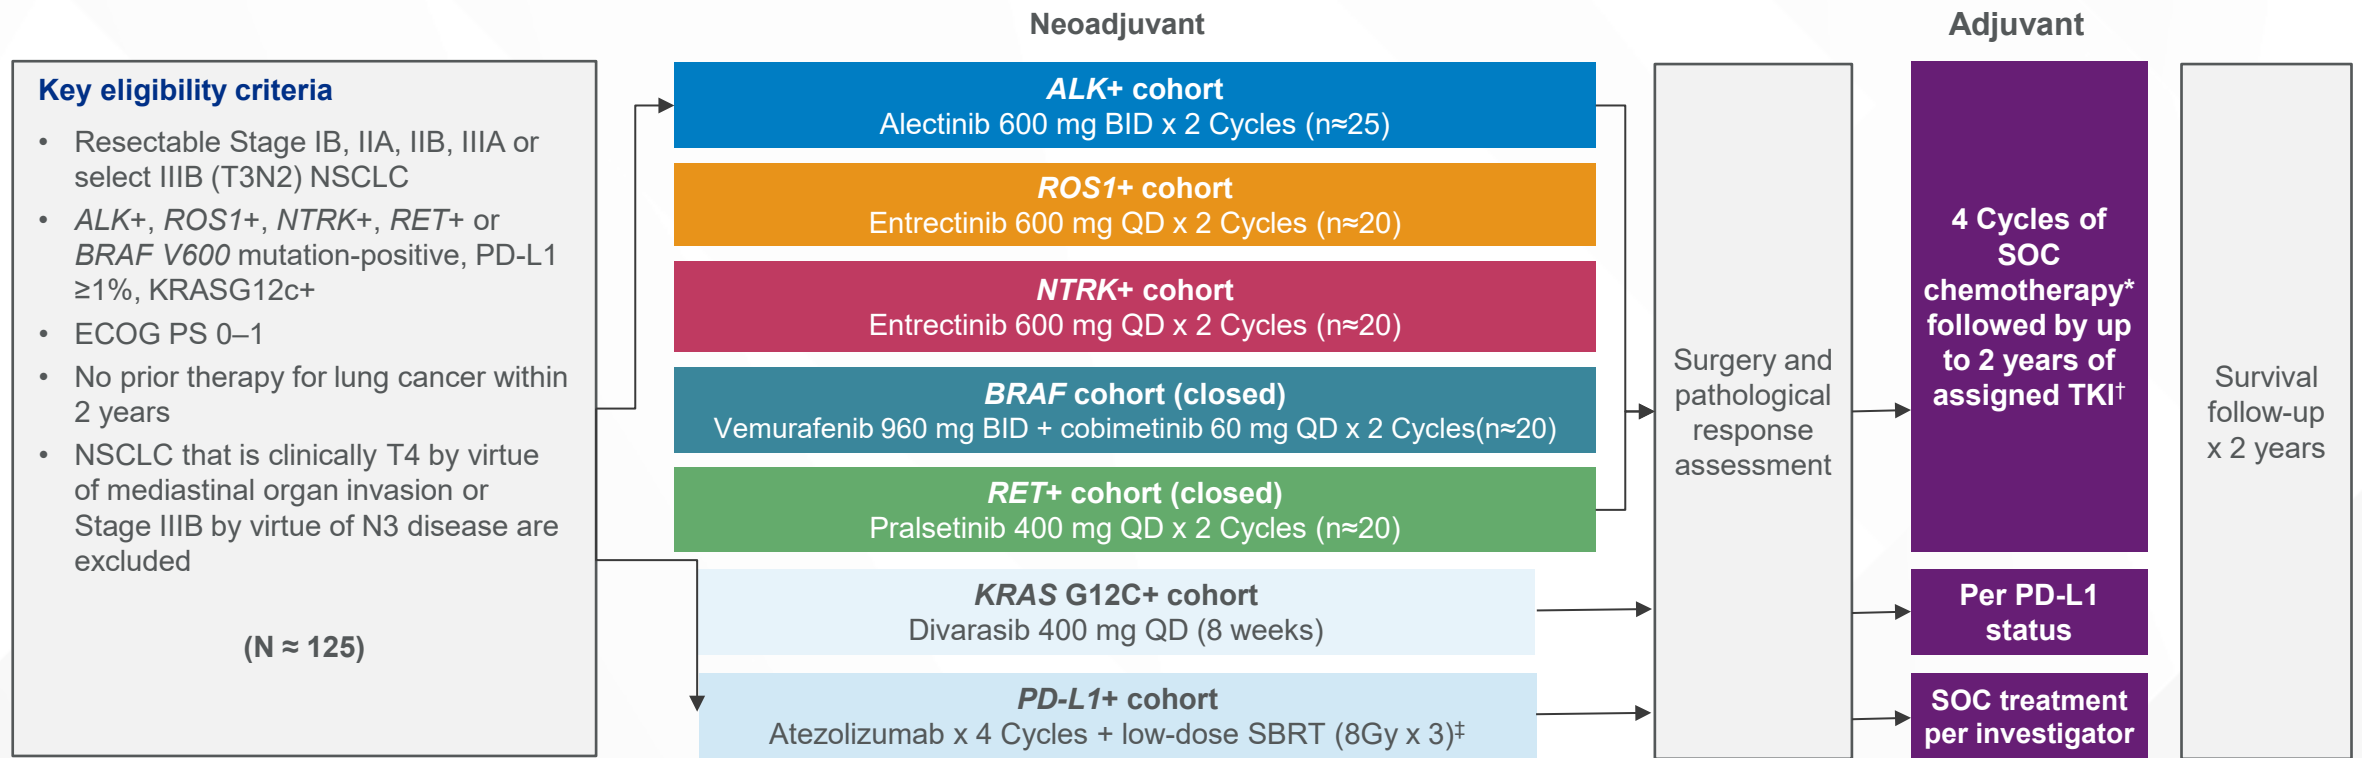 Neoadjuvant
Adjuvant
Key eligibility criteria
• Resectable Stage IB, IIA, IIB, IIIA or
select IIIB (T3N2) NSCLC
• ALK+, ROS1+, NTRK+, RET+ or
BRAF V600 mutation-positive, PD-L1
≥1%, KRASG12c+
• ECOG PS 0–1
• No prior therapy for lung cancer within
2 years
• NSCLC that is clinically T4 by virtue
of mediastinal organ invasion or
Stage IIIB by virtue of N3 disease are
excluded
(N ≈ 125)
ALK+ cohort
Alectinib 600 mg BID x 2 Cycles (n≈25)
ROS1+ cohort
Entrectinib 600 mg QD x 2 Cycles (n≈20)
NTRK+ cohort
Entrectinib 600 mg QD x 2 Cycles (n≈20)
BRAF cohort (closed)
Vemurafenib 960 mg BID + cobimetinib 60 mg QD x 2 Cycles(n≈20)
RET+ cohort (closed)
Pralsetinib 400 mg QD x 2 Cycles (n≈20)
KRAS G12C+ cohort
Divarasib 400 mg QD (8 weeks)
PD-L1+ cohort
Atezolizumab x 4 Cycles + low-dose SBRT (8Gy x 3)‡
Surgery and
pathological
response
assessment
4 Cycles of
SOC
chemotherapy*
followed by up
to 2 years of
assigned TKI†
Per PD-L1
status
SOC treatment
per investigator
Survival
follow-up
x 2 years